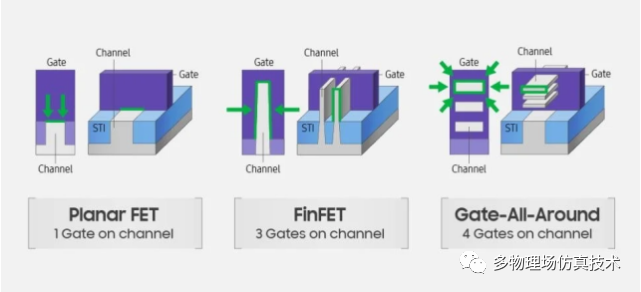 Gate
Channel
Gate
STI
Channel
Planar FET
1 Gate on channel
Gate
Channel
Gate
STI
Channel
FinFET
3 Gates on channel
Gate
Channel
Gate
STI
Channel
Gate-All-Around
4 Gates on channel
多物理场仿真技术